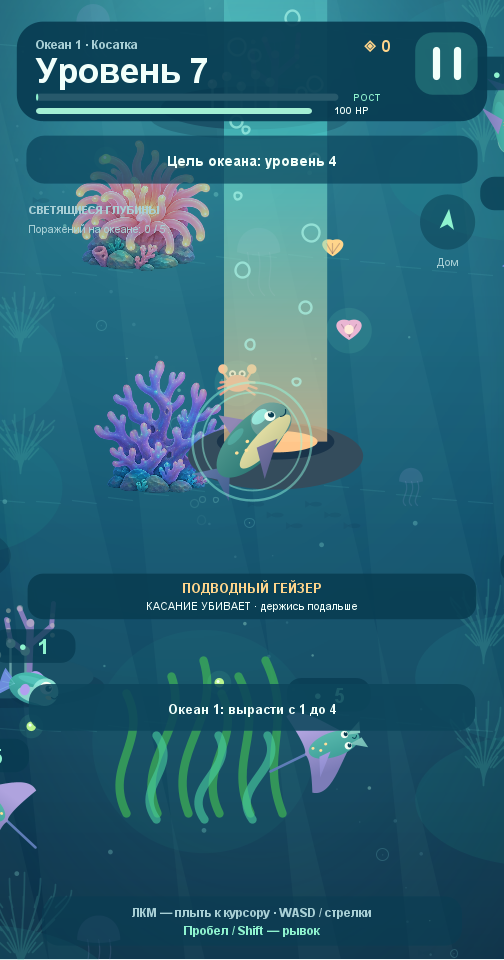 Океан 1 · Косатка
0
Уровень 7
РОСТ
100 HP
Цель океана: уровень 4
СВЕТЯЩИЕСЯ ГЛУБИНЫ
Поражений на океане: 0 / 5
Дом
ПОДВОДНЫЙ ГЕЙЗЕР
КАСАНИЕ УБИВАЕТ · держись подальше
1
5
Океан 1: вырасти с 1 до 4
ЛКМ — плыть к курсору · WASD / стрелки
Пробел / Shift — рывок